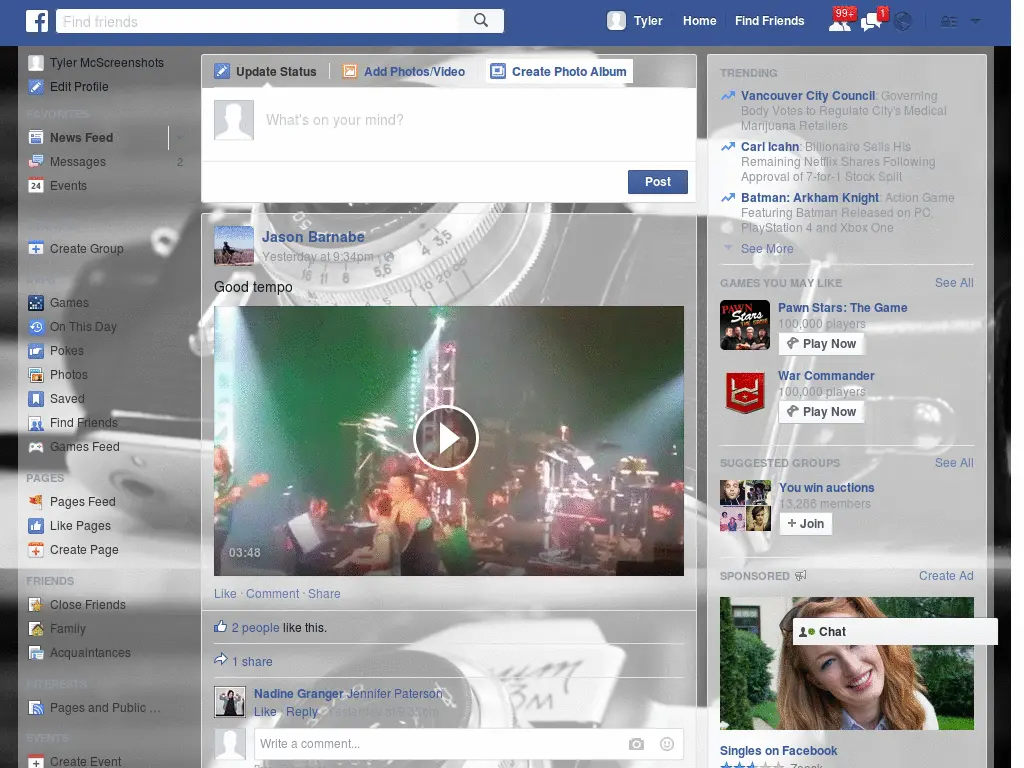 f
Find friends
Tyler
Home
Find Friends
99+
1
Tyler McScreenshots
Edit Profile
FAVORITES
News Feed
Messages
2
24
Events
Create Group
Games
On This Day
Pokes
Photos
Saved
Find Friends
Games Feed
PAGES
Pages Feed
Like Pages
Create Page
FRIENDS
Close Friends
Family
Acquaintances
INTERESTS
Pages and Public ...
EVENTS
Create Event
Update Status
Add Photos/Video
Create Photo Album
What's on your mind?
Post
Jason Barnabe
Yesterday at 9:34pm ·
Good tempo
03:48
Like · Comment · Share
2 people like this.
1 share
Nadine Granger Jennifer Paterson
Like · Reply ·
Write a comment...
TRENDING
Vancouver City Council: Governing
Body Votes to Regulate City's Medical
Marijuana Retailers
Carl Icahn: Billionaire Sells His
Remaining Netflix Shares Following
Approval of 7-for-1 Stock Split
Batman: Arkham Knight: Action Game
Featuring Batman Released on PC,
PlayStation 4 and Xbox One
See More
GAMES YOU MAY LIKE
See All
PAWN
Stars
THE GAME
Pawn Stars: The Game
100,000 players
Play Now
War Commander
100,000 players
Play Now
SUGGESTED GROUPS
See All
You win auctions
13,266 members
+ Join
SPONSORED
Create Ad
Chat
Singles on Facebook
Zoosk